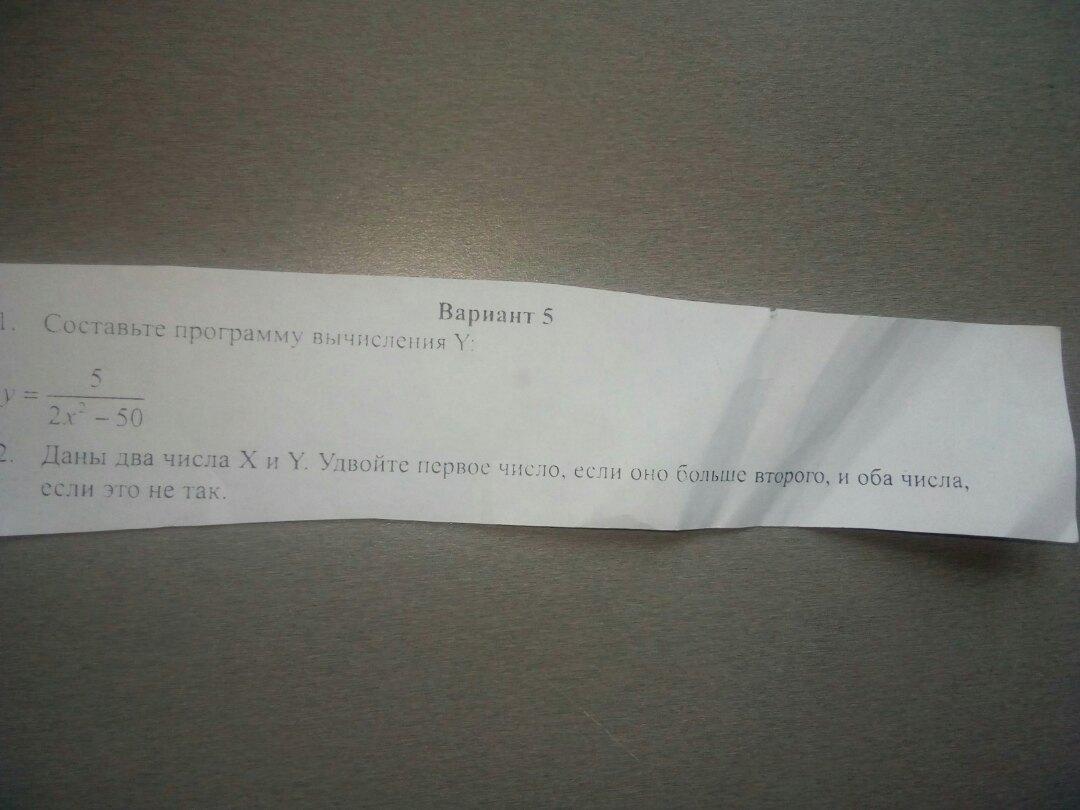 Вариант 5
1. Составьте программу вычисления Y:
y = 5 / (2x² – 50)
2. Даны два числа X и Y. Удвойте первое число, если оно больше второго, и оба числа,
если это не так.